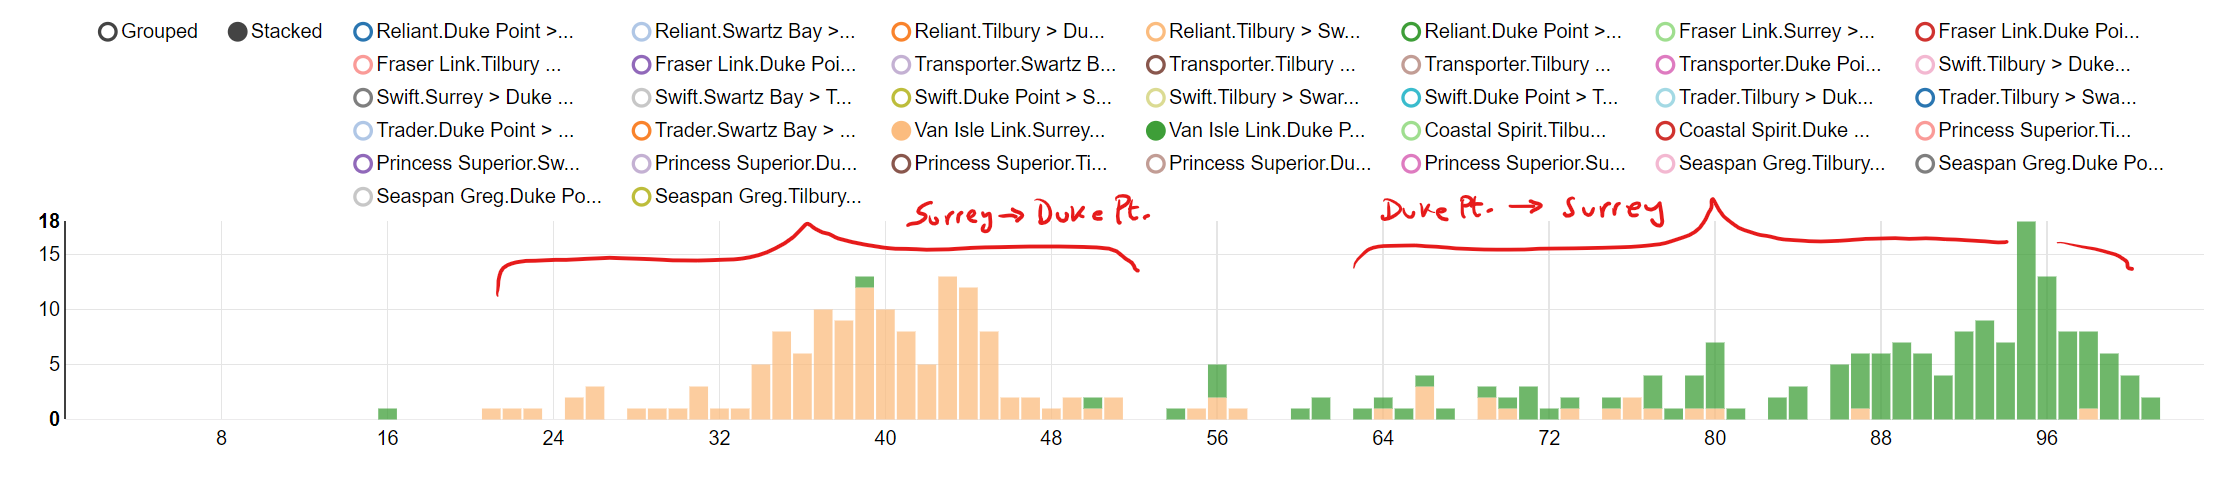 Grouped Stacked Reliant.Duke Point >... Reliant.Swartz Bay >... Reliant.Tilbury > Du... Reliant.Tilbury > Sw... Reliant.Duke Point >... Fraser Link.Surrey >... Fraser Link.Duke Poi...
Fraser Link.Tilbury ... Fraser Link.Duke Poi... Transporter.Swartz B... Transporter.Tilbury ... Transporter.Tilbury ... Transporter.Duke Poi... Swift.Tilbury > Duke...
Swift.Surrey > Duke ... Swift.Swartz Bay > T... Swift.Duke Point > S... Swift.Tilbury > Swar... Swift.Duke Point > T... Trader.Tilbury > Duk... Trader.Tilbury > Swa...
Trader.Duke Point > ... Trader.Swartz Bay > ... Van Isle Link.Surrey... Van Isle Link.Duke P... Coastal Spirit.Tilbu... Coastal Spirit.Duke ... Princess Superior.Ti...
Princess Superior.Sw... Princess Superior.Du... Princess Superior.Ti... Princess Superior.Du... Princess Superior.Su... Seaspan Greg.Tilbury... Seaspan Greg.Duke Po...
Seaspan Greg.Duke Po... Seaspan Greg.Tilbury...
Surrey → Duke Pt. Duke Pt. → Surrey
18
15
10
5
0
8 16 24 32 40 48 56 64 72 80 88 96